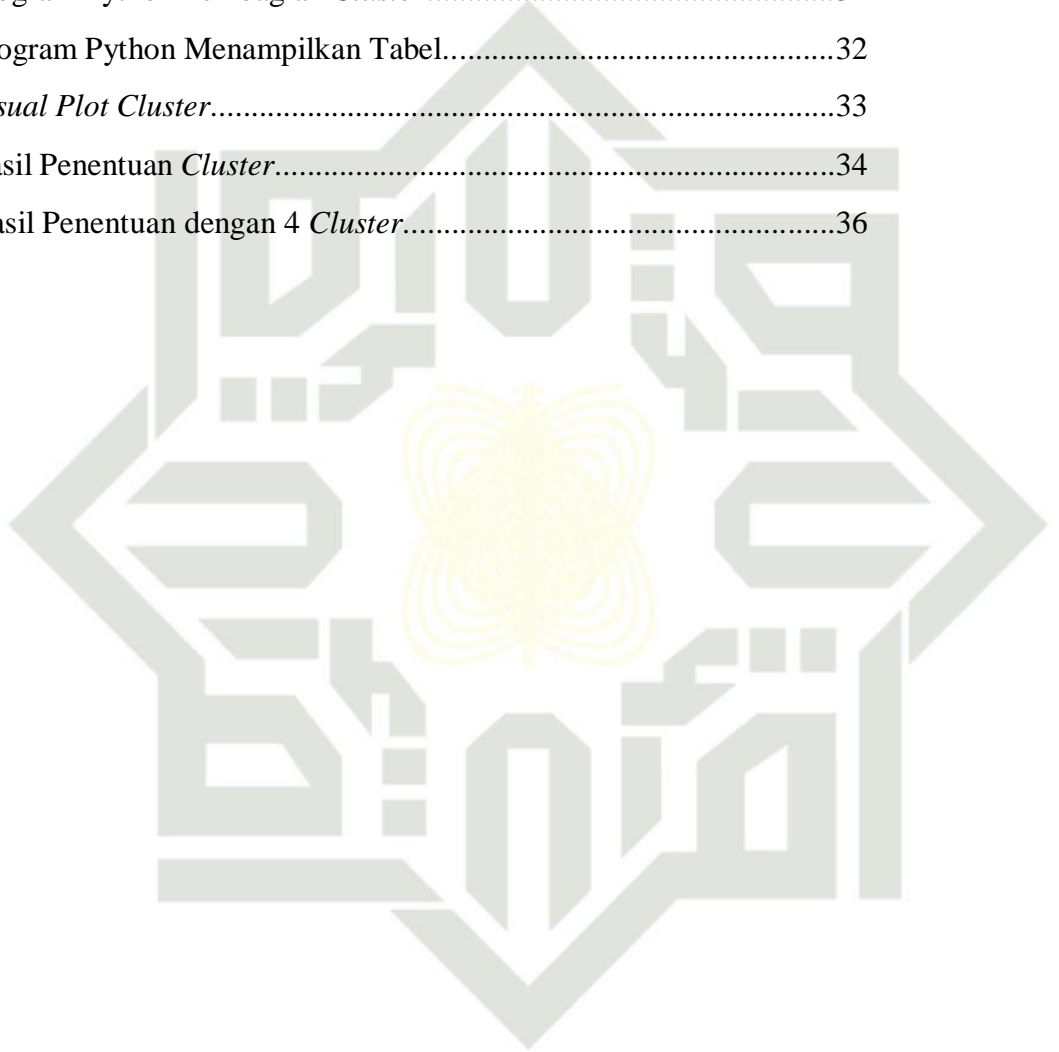 ogram Python Menampilkan Tabel..................................................32
sual Plot Cluster................................................................................33
asil Penentuan Cluster........................................................................34
asil Penentuan dengan 4 Cluster.......................................................36